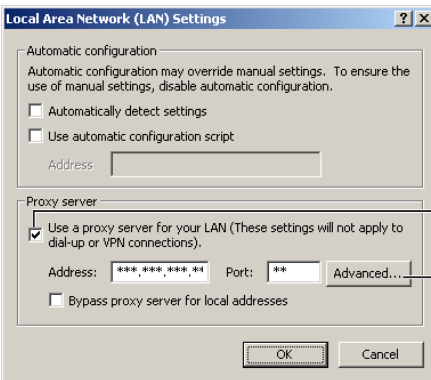 Local Area Network (LAN) Settings
Automatic configuration
Automatic configuration may override manual settings. To ensure the
use of manual settings, disable automatic configuration.
Automatically detect settings
Use automatic configuration script
Address
Proxy server
Use a proxy server for your LAN (These settings will not apply to
dial-up or VPN connections).
Address: ***.***.***.** Port: ** Advanced...
Bypass proxy server for local addresses
OK Cancel